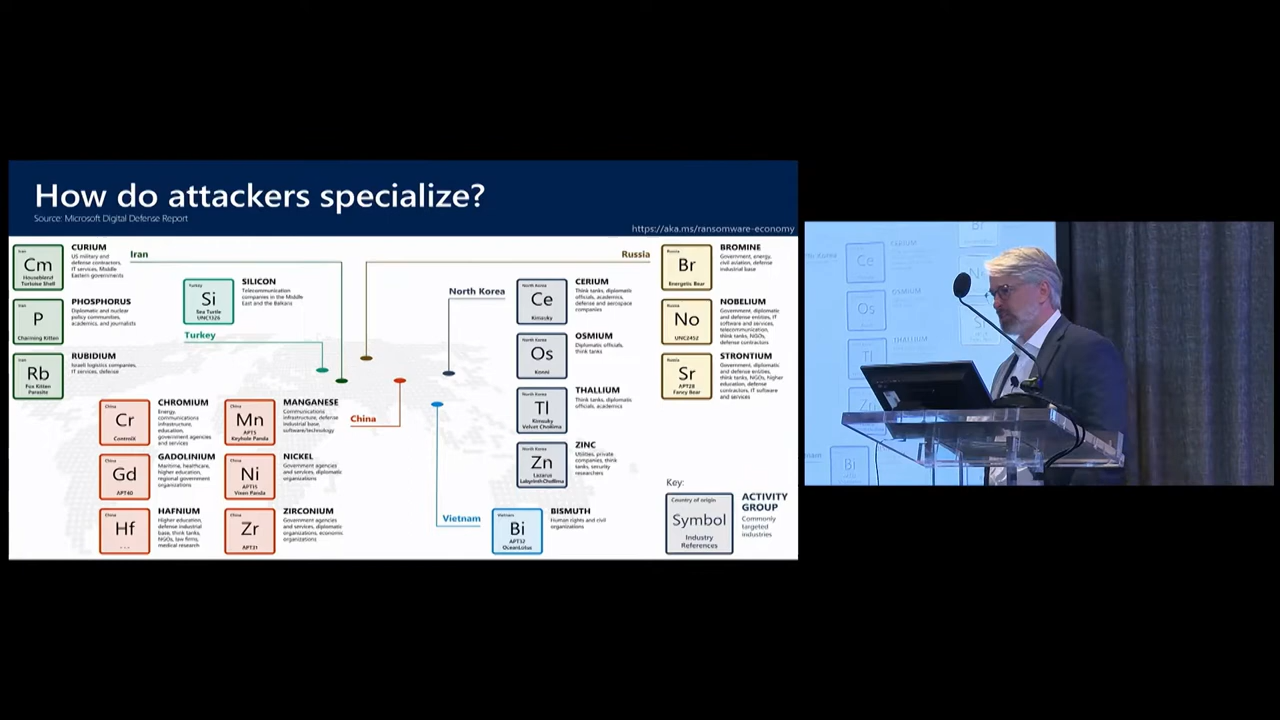 How do attackers specialize?
Source: Microsoft Digital Defense Report
https://aka.ms/ransomware-economy
Iran
Cm
Houseblend
Tortoise Shell
CURIUM
US military and
defense contractors,
IT services, Middle
Eastern governments
Iran
P
Charming Kitten
PHOSPHORUS
Diplomatic and nuclear
policy communities,
academics, and journalists
Iran
Rb
Fox Kitten
Parasite
RUBIDIUM
Israeli logistics companies,
IT services, defense
Iran
Turkey
Si
Sea Turtle
UNC1326
SILICON
Telecommunication
companies in the Middle
East and the Balkans
Turkey
China
Cr
ControlX
CHROMIUM
Energy,
communications
infrastructure,
education,
government agencies
and services
China
Gd
APT40
GADOLINIUM
Maritime, healthcare,
higher education,
regional government
organizations
China
Hf
...
HAFNIUM
Higher education,
defense industrial
base, think tanks,
NGOs, law firms,
medical research
China
Mn
APT5
Keyhole Panda
MANGANESE
Communications
infrastructure, defense
industrial base,
software/technology
China
Ni
APT15
Vixen Panda
NICKEL
Government agencies
and services, diplomatic
organizations
China
Zr
APT31
ZIRCONIUM
Government agencies
and services, diplomatic
organizations, economic
organizations
China
North Korea
North Korea
Ce
Kimsuky
CERIUM
Think tanks, diplomatic
officials, academics,
defense and aerospace
companies
North Korea
Os
Konni
OSMIUM
Diplomatic officials,
think tanks
North Korea
Tl
Kimsuky
Velvet Chollima
THALLIUM
Think tanks, diplomatic
officials, academics
North Korea
Zn
Lazarus
LabyrinthChollima
ZINC
Utilities, private
companies, think
tanks, security
researchers
Vietnam
Vietnam
Bi
APT32
OceanLotus
BISMUTH
Human rights and civil
organizations
Russia
Russia
Br
Energetic Bear
BROMINE
Government, energy,
civil aviation, defense
industrial base
Russia
No
UNC2452
NOBELIUM
Government, diplomatic
and defense entities, IT
software and services,
telecommunication,
think tanks, NGOs,
defense contractors
Russia
Sr
APT28
Fancy Bear
STRONTIUM
Government, diplomatic
and defense entities,
think tanks, NGOs, higher
education, defense
contractors, IT software
and services
Key:
Country of origin
Symbol
Industry
References
ACTIVITY
GROUP
Commonly
targeted
industries
Ce
Os
OSMIUM
Tl
THALLIUM
Bi
Br